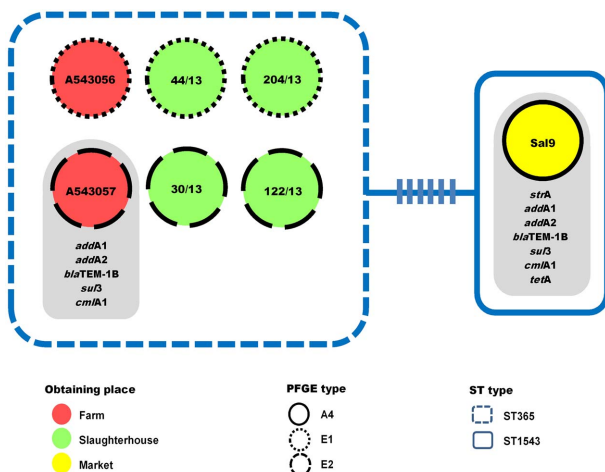 A543056 44/13 204/13
Sal9
A543057 30/13 122/13
addA1
addA2
blaTEM-1B
sul3
cmlA1
strA
addA1
addA2
blaTEM-1B
sul3
cmlA1
tetA
Obtaining place
Farm
Slaughterhouse
Market
PFGE type
A4
E1
E2
ST type
ST365
ST1543